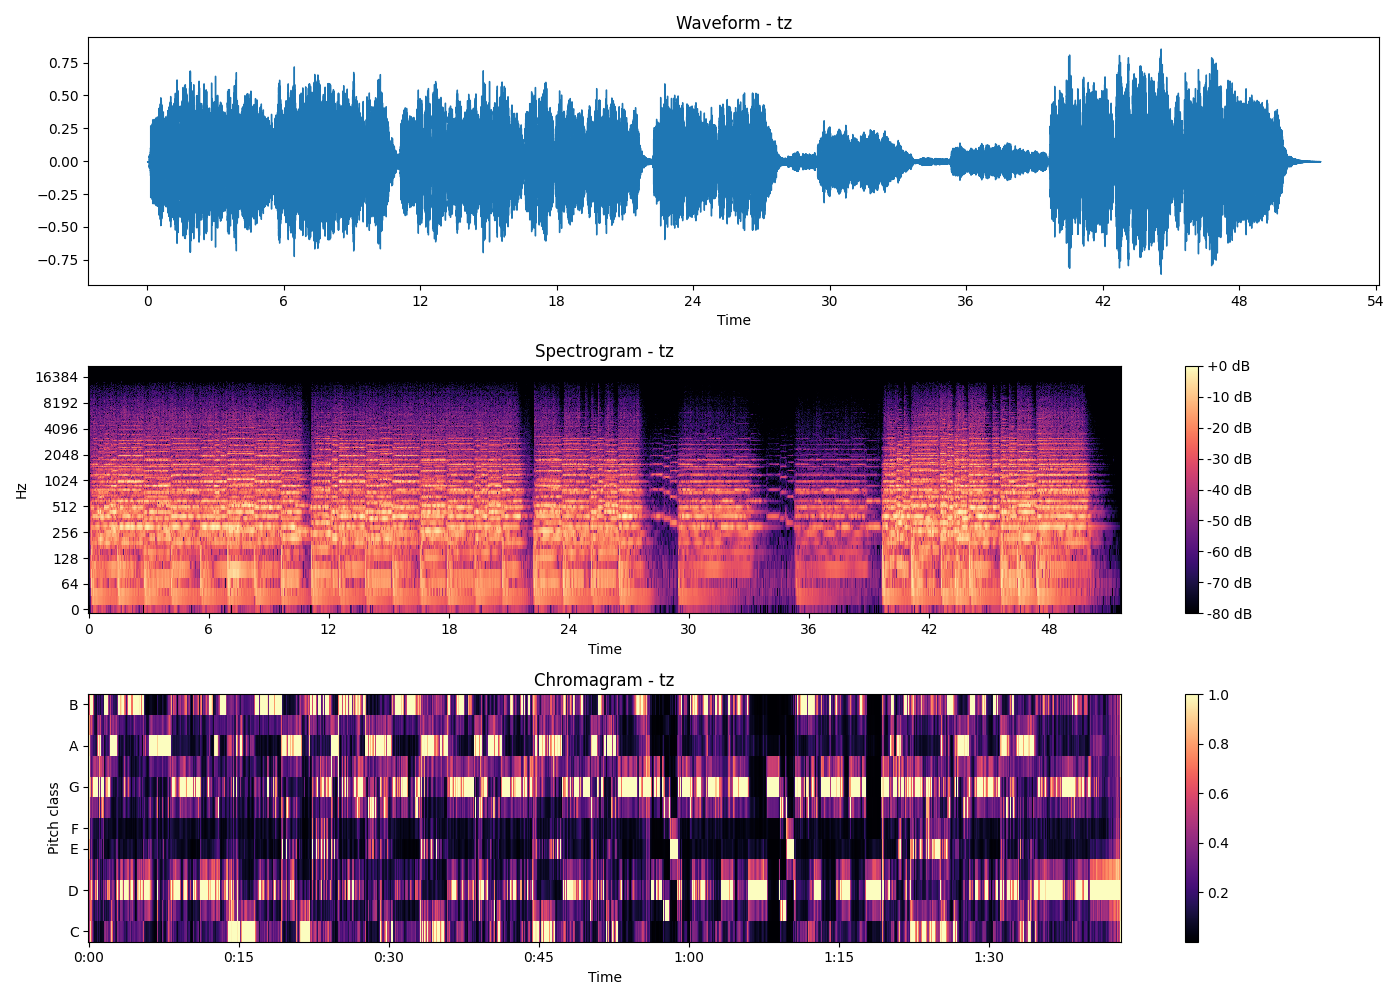 Waveform - tz
0.75
0.50
0.25
0.00
−0.25
−0.50
−0.75
0 6 12 18 24 30 36 42 48 54
Time
Spectrogram - tz
Hz
16384
8192
4096
2048
1024
512
256
128
64
0
0 6 12 18 24 30 36 42 48
Time
+0 dB
-10 dB
-20 dB
-30 dB
-40 dB
-50 dB
-60 dB
-70 dB
-80 dB
Chromagram - tz
Pitch class
B
A
G
F
E
D
C
0:00 0:15 0:30 0:45 1:00 1:15 1:30
Time
1.0
0.8
0.6
0.4
0.2